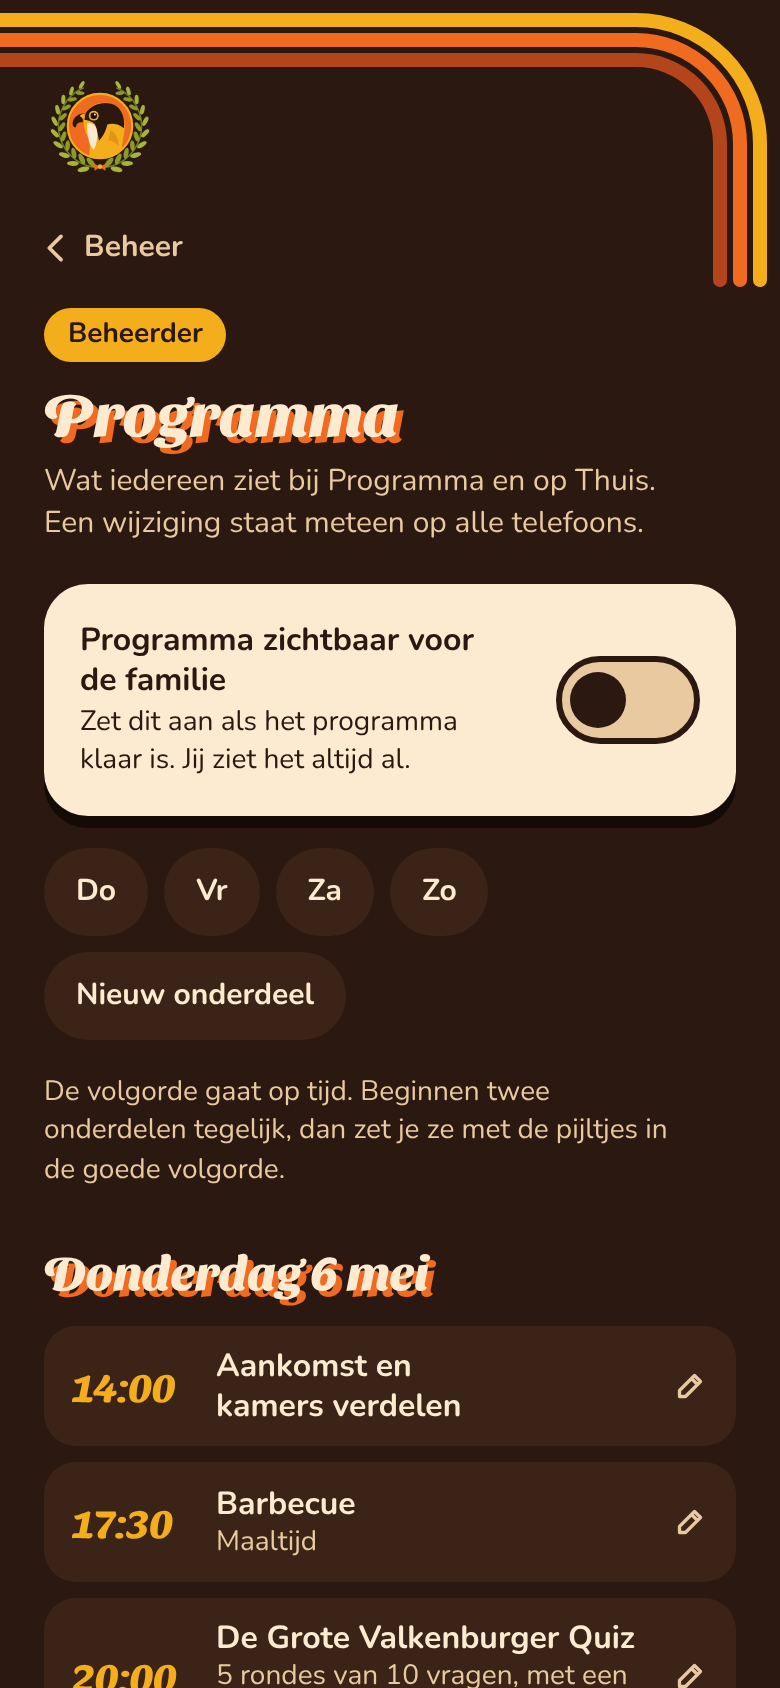 Beheer
Beheerder
Programma
Wat iedereen ziet bij Programma en op Thuis.
Een wijziging staat meteen op alle telefoons.
Programma zichtbaar voor
de familie
Zet dit aan als het programma
klaar is. Jij ziet het altijd al.
Do
Vr
Za
Zo
Nieuw onderdeel
De volgorde gaat op tijd. Beginnen twee
onderdelen tegelijk, dan zet je ze met de pijltjes in
de goede volgorde.
Donderdag 6 mei
14:00
Aankomst en
kamers verdelen
17:30
Barbecue
Maaltijd
20:00
De Grote Valkenburger Quiz
5 rondes van 10 vragen, met een